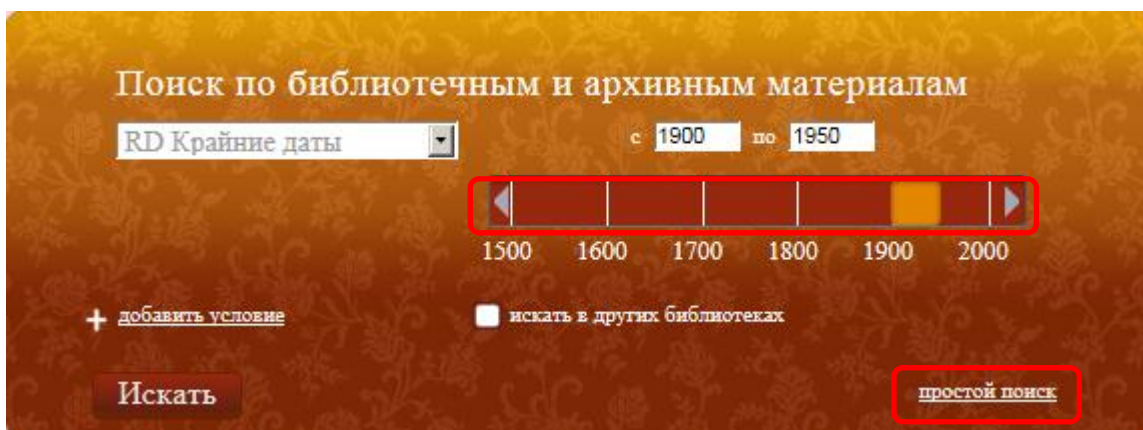 Поиск по библиотечным и архивным материалам
RD Крайние даты с 1900 по 1950
1500 1600 1700 1800 1900 2000
+ добавить условие искать в других библиотеках
Искать простой поиск